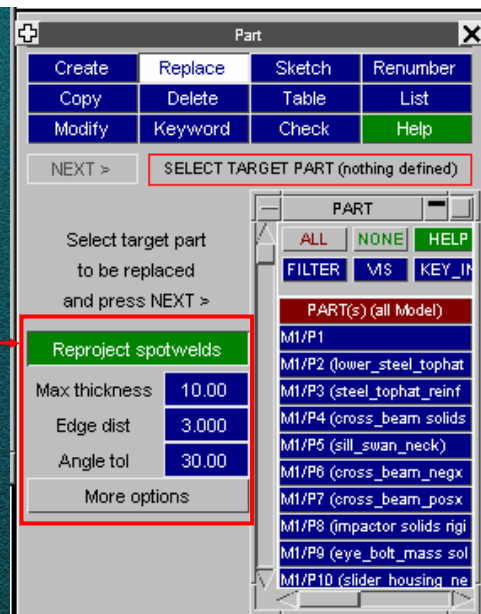 Part
Create Replace Sketch Renumber
Copy Delete Table List
Modify Keyword Check Help
NEXT > SELECT TARGET PART (nothing defined)
PART
Select target part
to be replaced
and press NEXT >
ALL NONE HELP
FILTER VIS KEY_IN
PART(s) (all Model)
M1/P1
M1/P2 (lower_steel_tophat
M1/P3 (steel_tophat_reinf
M1/P4 (cross_beam solids
M1/P5 (sill_swan_neck)
M1/P6 (cross_beam_negx
M1/P7 (cross_beam_posx
M1/P8 (impactor solids rigi
M1/P9 (eye_bolt_mass sol
M1/P10 (slider_housing_ne
Reproject spotwelds
Max thickness 10.00
Edge dist 3.000
Angle tol 30.00
More options